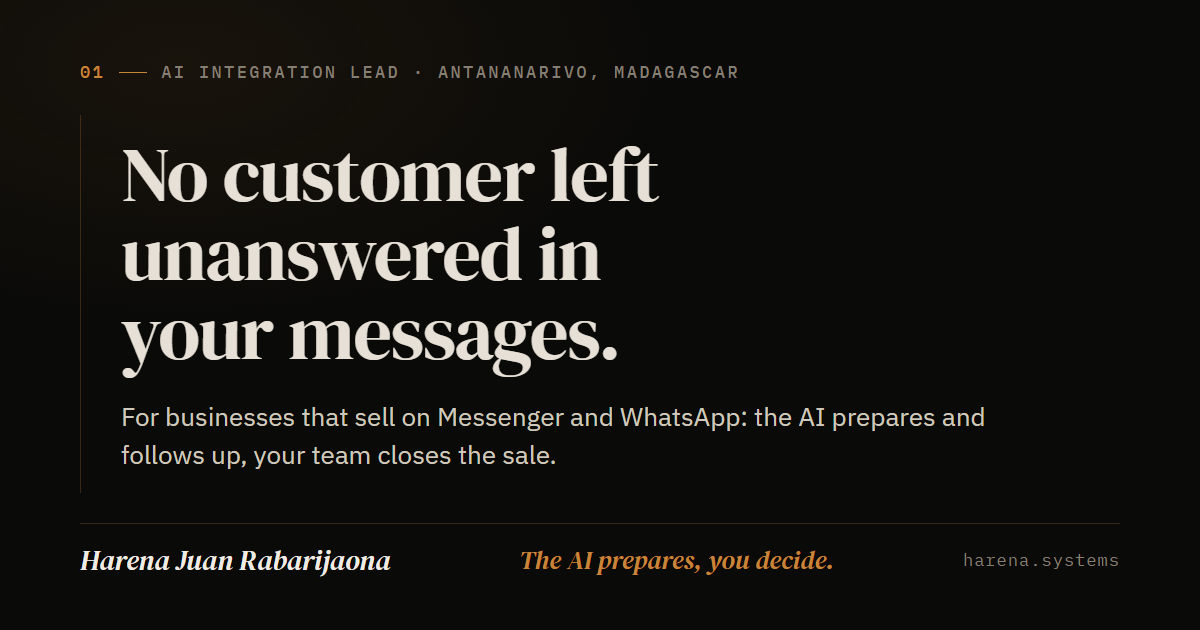 01 — AI INTEGRATION LEAD · ANTANANARIVO, MADAGASCAR
No customer left
unanswered in
your messages.
For businesses that sell on Messenger and WhatsApp: the AI prepares and
follows up, your team closes the sale.
Harena Juan Rabarijaona
The AI prepares, you decide.
harena.systems